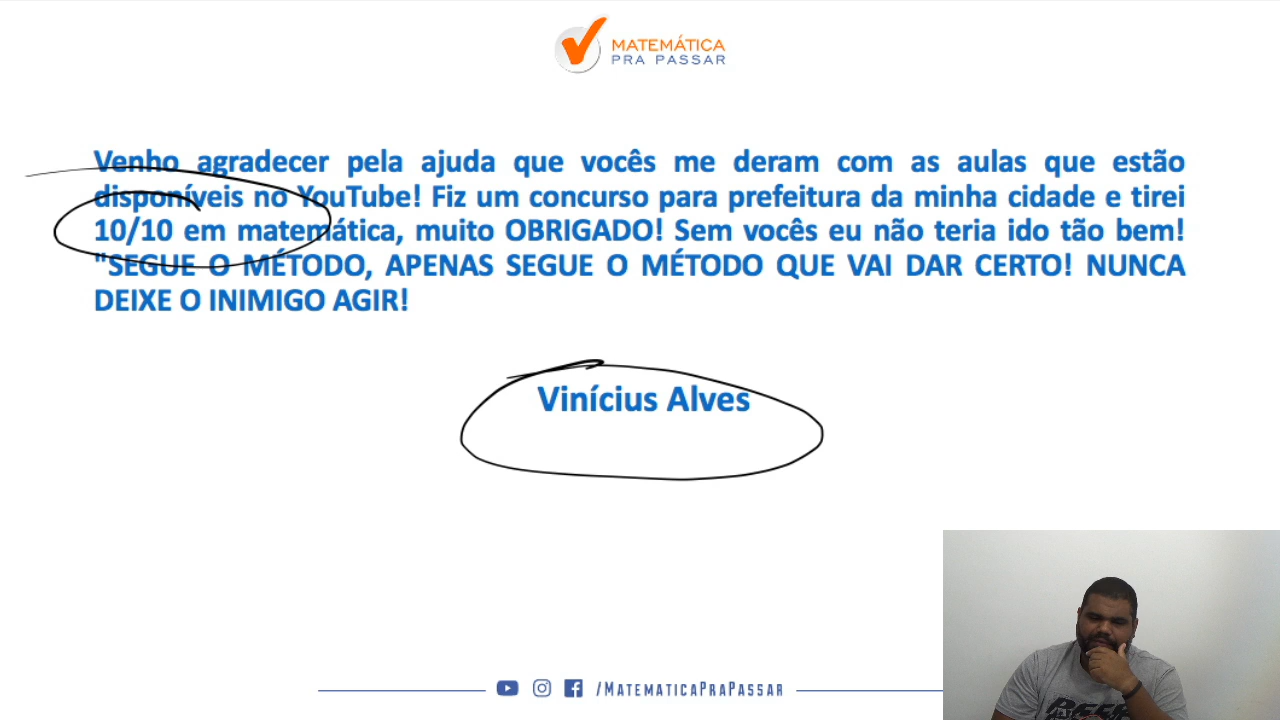 MATEMÁTICA
PRA PASSAR
Venho agradecer pela ajuda que vocês me deram com as aulas que estão
disponíveis no YouTube! Fiz um concurso para prefeitura da minha cidade e tirei
10/10 em matemática, muito OBRIGADO! Sem vocês eu não teria ido tão bem!
"SEGUE O MÉTODO, APENAS SEGUE O MÉTODO QUE VAI DAR CERTO! NUNCA
DEIXE O INIMIGO AGIR!
Vinícius Alves
/MATEMATICAPRAPASSAR